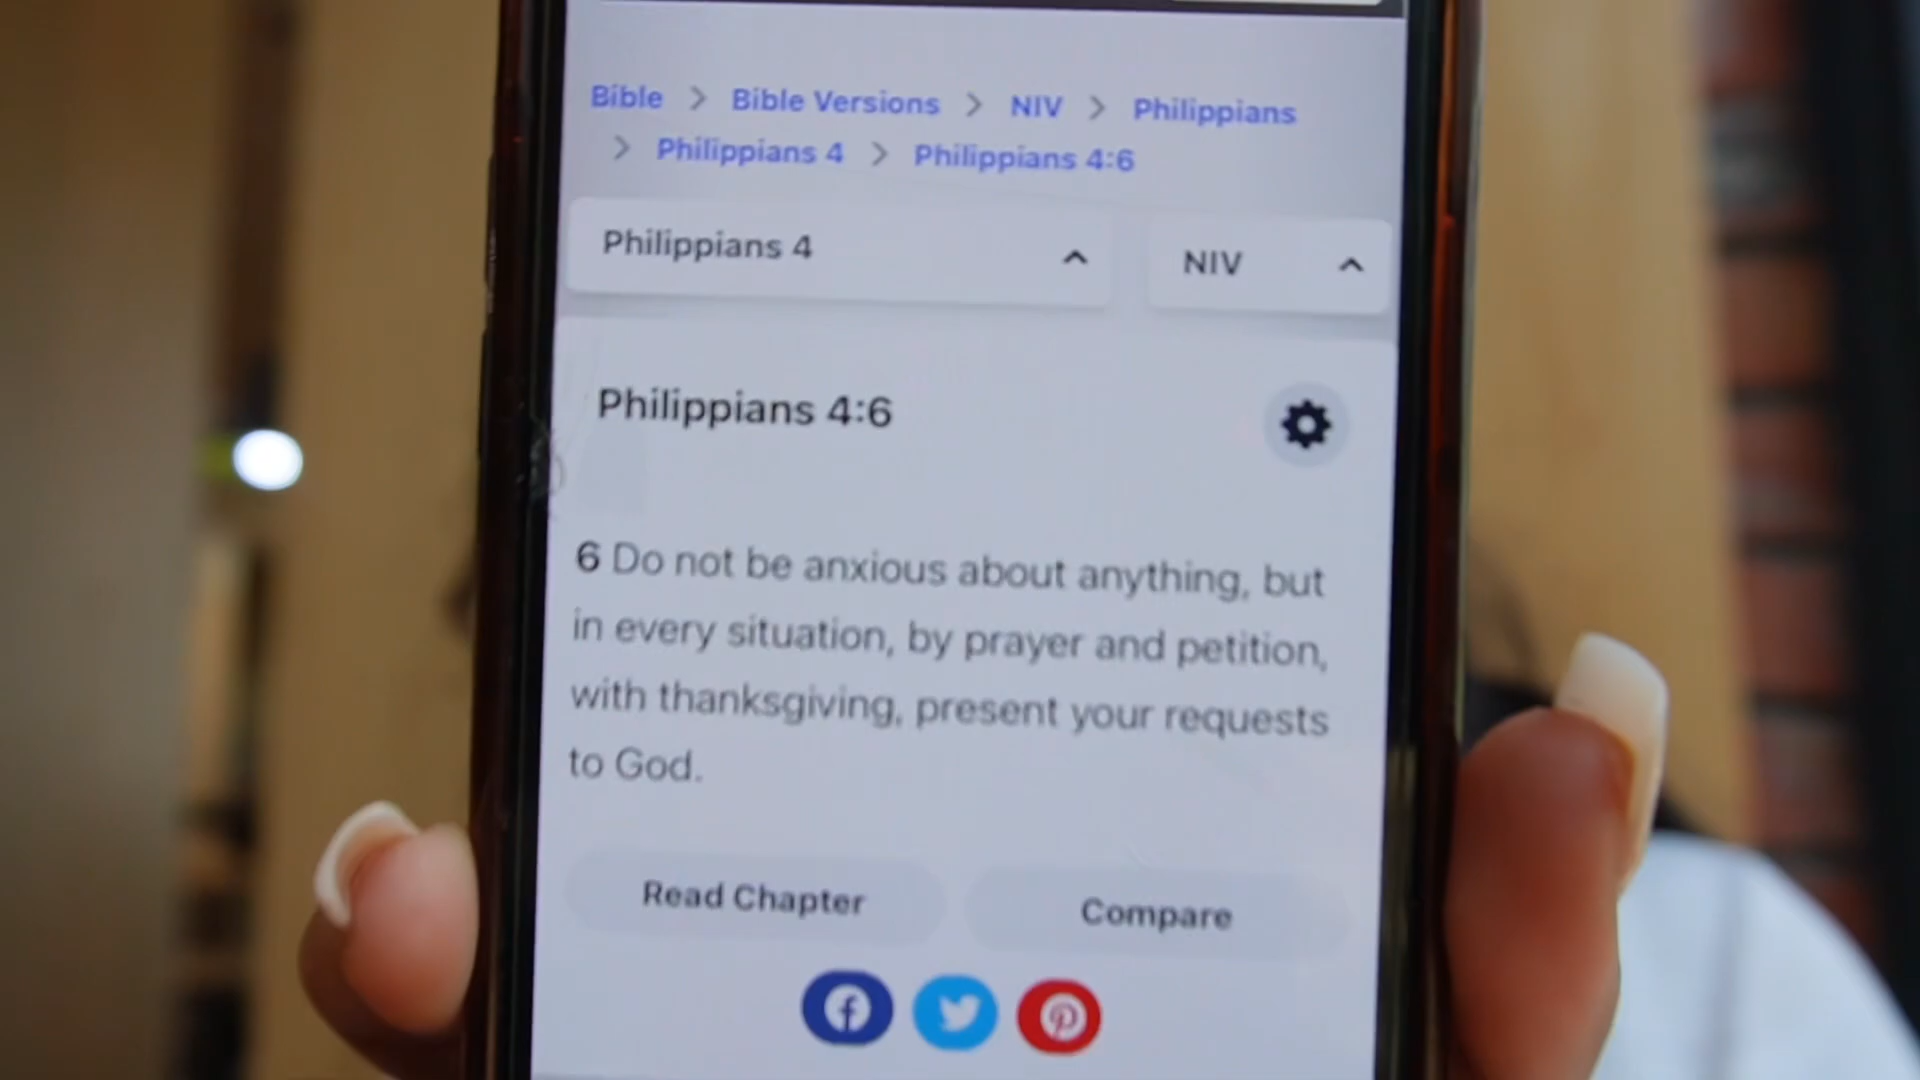 Bible > Bible Versions > NIV > Philippians
> Philippians 4 > Philippians 4:6
Philippians 4
NIV
Philippians 4:6
6 Do not be anxious about anything, but
in every situation, by prayer and petition,
with thanksgiving, present your requests
to God.
Read Chapter
Compare